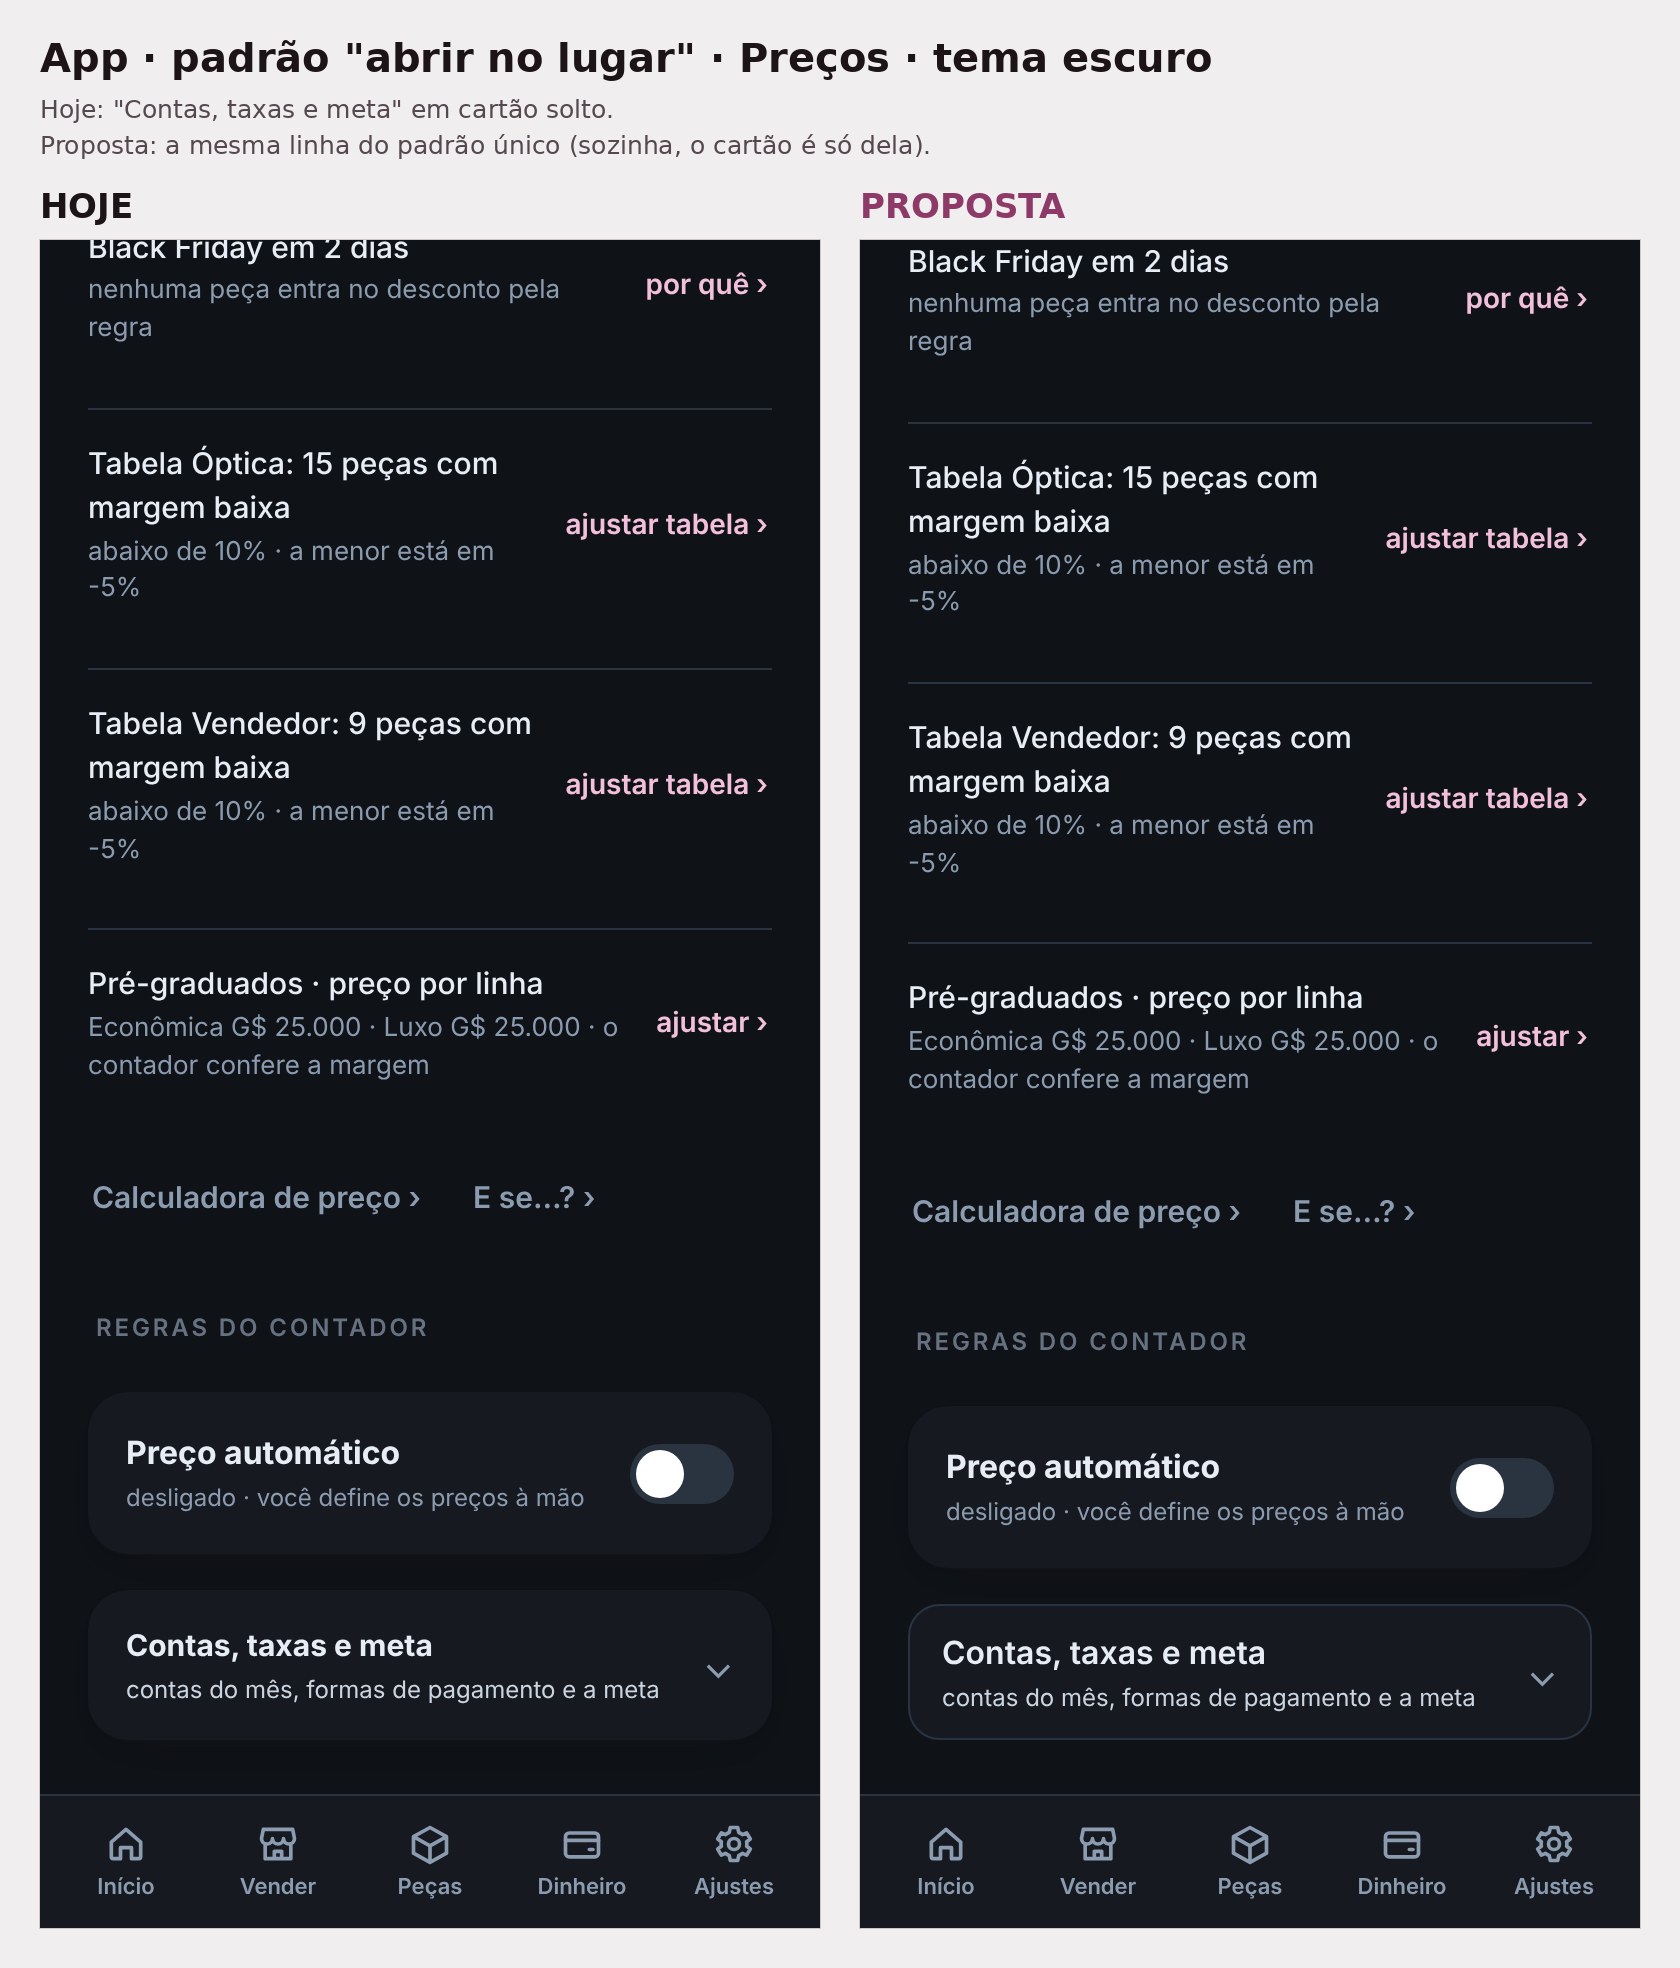 App · padrão "abrir no lugar" · Preços · tema escuro
Hoje: "Contas, taxas e meta" em cartão solto.
Proposta: a mesma linha do padrão único (sozinha, o cartão é só dela).
HOJE
Black Friday em 2 dias
nenhuma peça entra no desconto pela
regra
por quê ›
Tabela Óptica: 15 peças com
margem baixa
abaixo de 10% · a menor está em
-5%
ajustar tabela ›
Tabela Vendedor: 9 peças com
margem baixa
abaixo de 10% · a menor está em
-5%
ajustar tabela ›
Pré-graduados · preço por linha
Econômica G$ 25.000 · Luxo G$ 25.000 · o
contador confere a margem
ajustar ›
Calculadora de preço › E se…? ›
REGRAS DO CONTADOR
Preço automático
desligado · você define os preços à mão
Contas, taxas e meta
contas do mês, formas de pagamento e a meta
Início Vender Peças Dinheiro Ajustes
PROPOSTA
Black Friday em 2 dias
nenhuma peça entra no desconto pela
regra
por quê ›
Tabela Óptica: 15 peças com
margem baixa
abaixo de 10% · a menor está em
-5%
ajustar tabela ›
Tabela Vendedor: 9 peças com
margem baixa
abaixo de 10% · a menor está em
-5%
ajustar tabela ›
Pré-graduados · preço por linha
Econômica G$ 25.000 · Luxo G$ 25.000 · o
contador confere a margem
ajustar ›
Calculadora de preço › E se…? ›
REGRAS DO CONTADOR
Preço automático
desligado · você define os preços à mão
Contas, taxas e meta
contas do mês, formas de pagamento e a meta
Início Vender Peças Dinheiro Ajustes